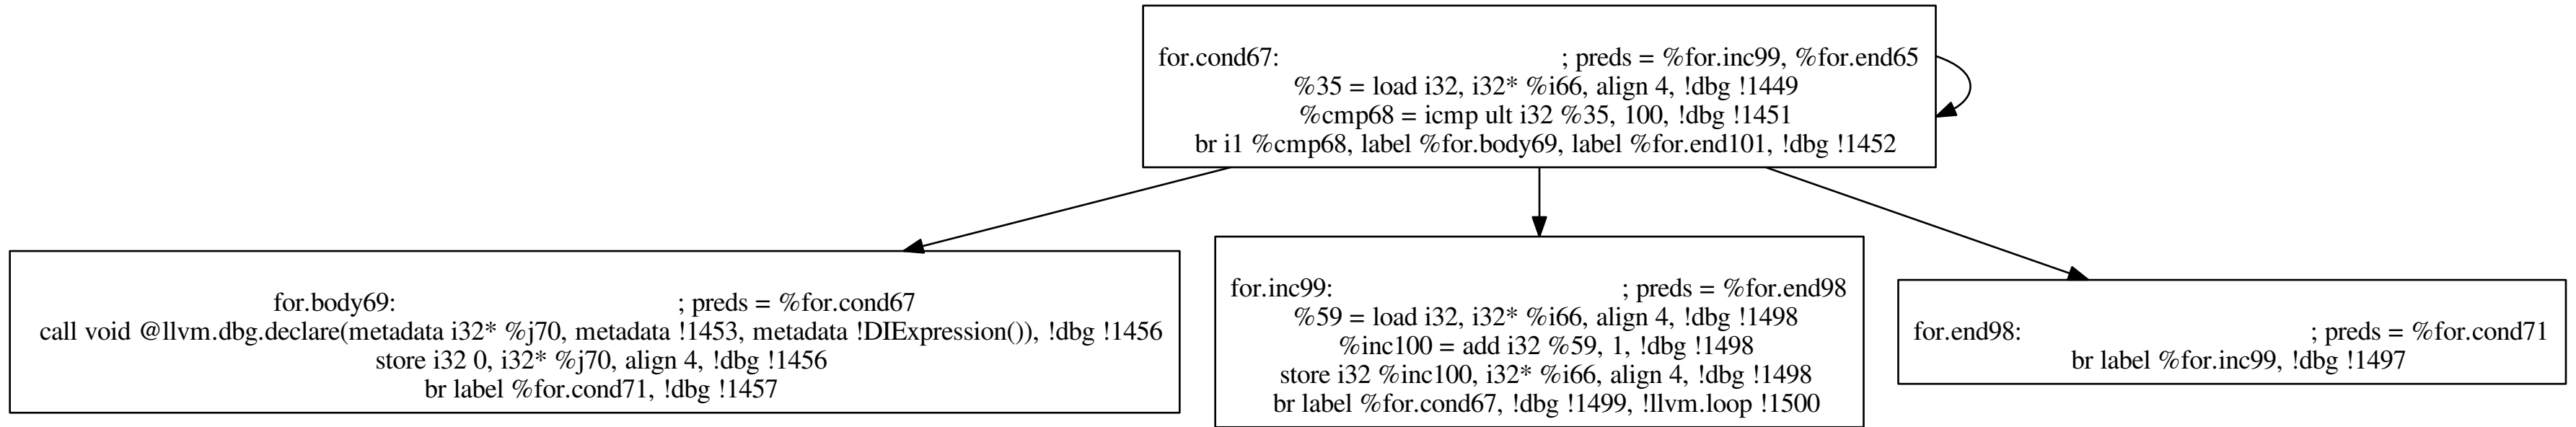 for.cond67: ; preds = %for.inc99, %for.end65
%35 = load i32, i32* %i66, align 4, !dbg !1449
%cmp68 = icmp ult i32 %35, 100, !dbg !1451
br i1 %cmp68, label %for.body69, label %for.end101, !dbg !1452
for.body69: ; preds = %for.cond67
call void @llvm.dbg.declare(metadata i32* %j70, metadata !1453, metadata !DIExpression()), !dbg !1456
store i32 0, i32* %j70, align 4, !dbg !1456
br label %for.cond71, !dbg !1457
for.inc99: ; preds = %for.end98
%59 = load i32, i32* %i66, align 4, !dbg !1498
%inc100 = add i32 %59, 1, !dbg !1498
store i32 %inc100, i32* %i66, align 4, !dbg !1498
br label %for.cond67, !dbg !1499, !llvm.loop !1500
for.end98: ; preds = %for.cond71
br label %for.inc99, !dbg !1497